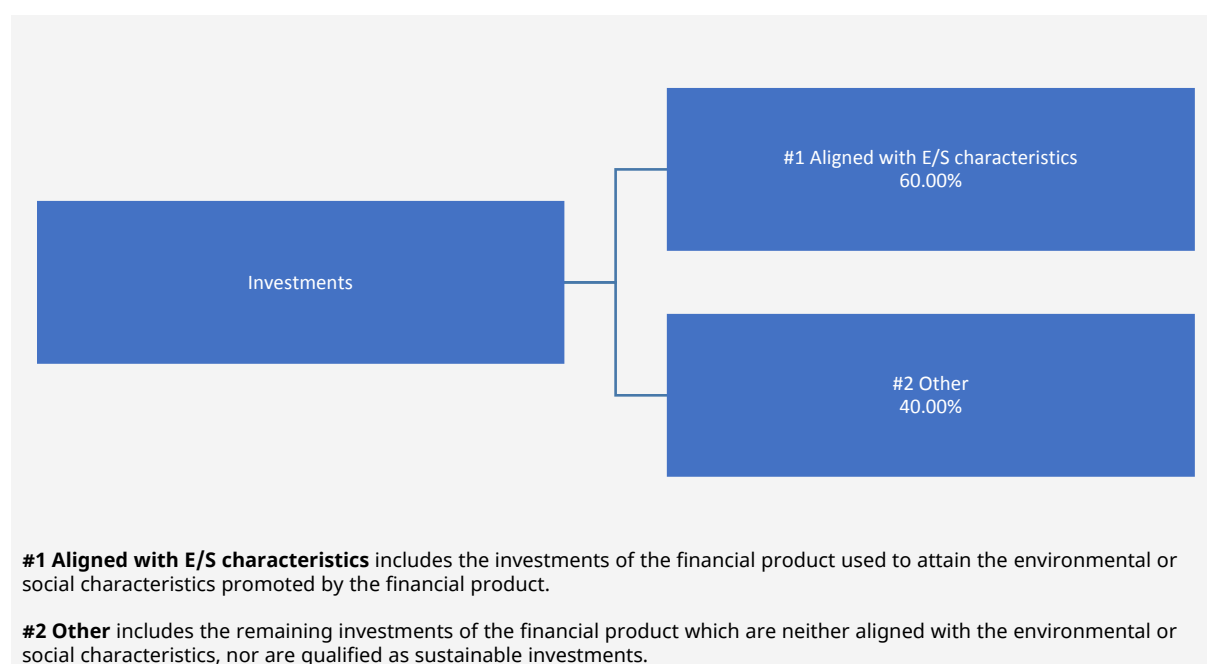 #1 Aligned with E/S characteristics
60.00%
Investments
#2 Other
40.00%
#1 Aligned with E/S characteristics includes the investments of the financial product used to attain the environmental or
social characteristics promoted by the financial product.
#2 Other includes the remaining investments of the financial product which are neither aligned with the environmental or
social characteristics, nor are qualified as sustainable investments.